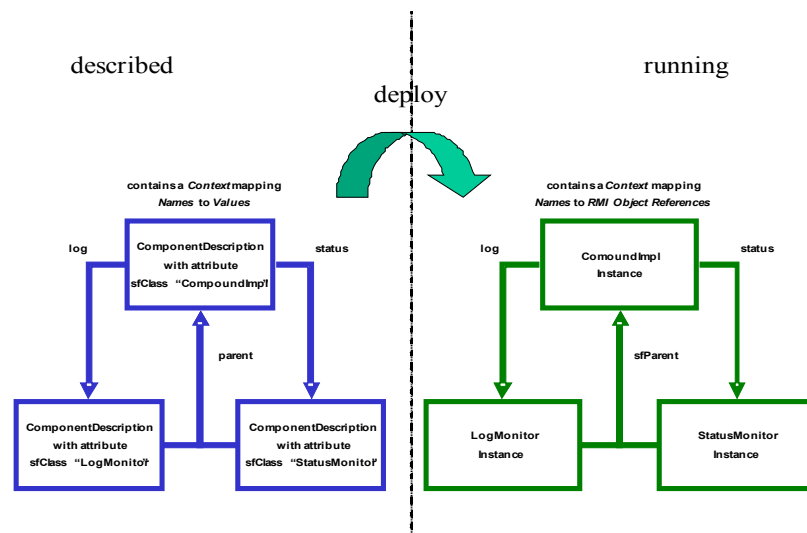 described
running
deploy
contains a Context mapping
Names to Values
log
status
ComponentDescription
with attribute
sfClass “CompoundImpl”
parent
ComponentDescription
with attribute
sfClass “LogMonitor”
ComponentDescription
with attribute
sfClass “StatusMonitor”
contains a Context mapping
Names to RMI Object References
log
status
ComoundImpl
Instance
sfParent
LogMonitor
Instance
StatusMonitor
Instance